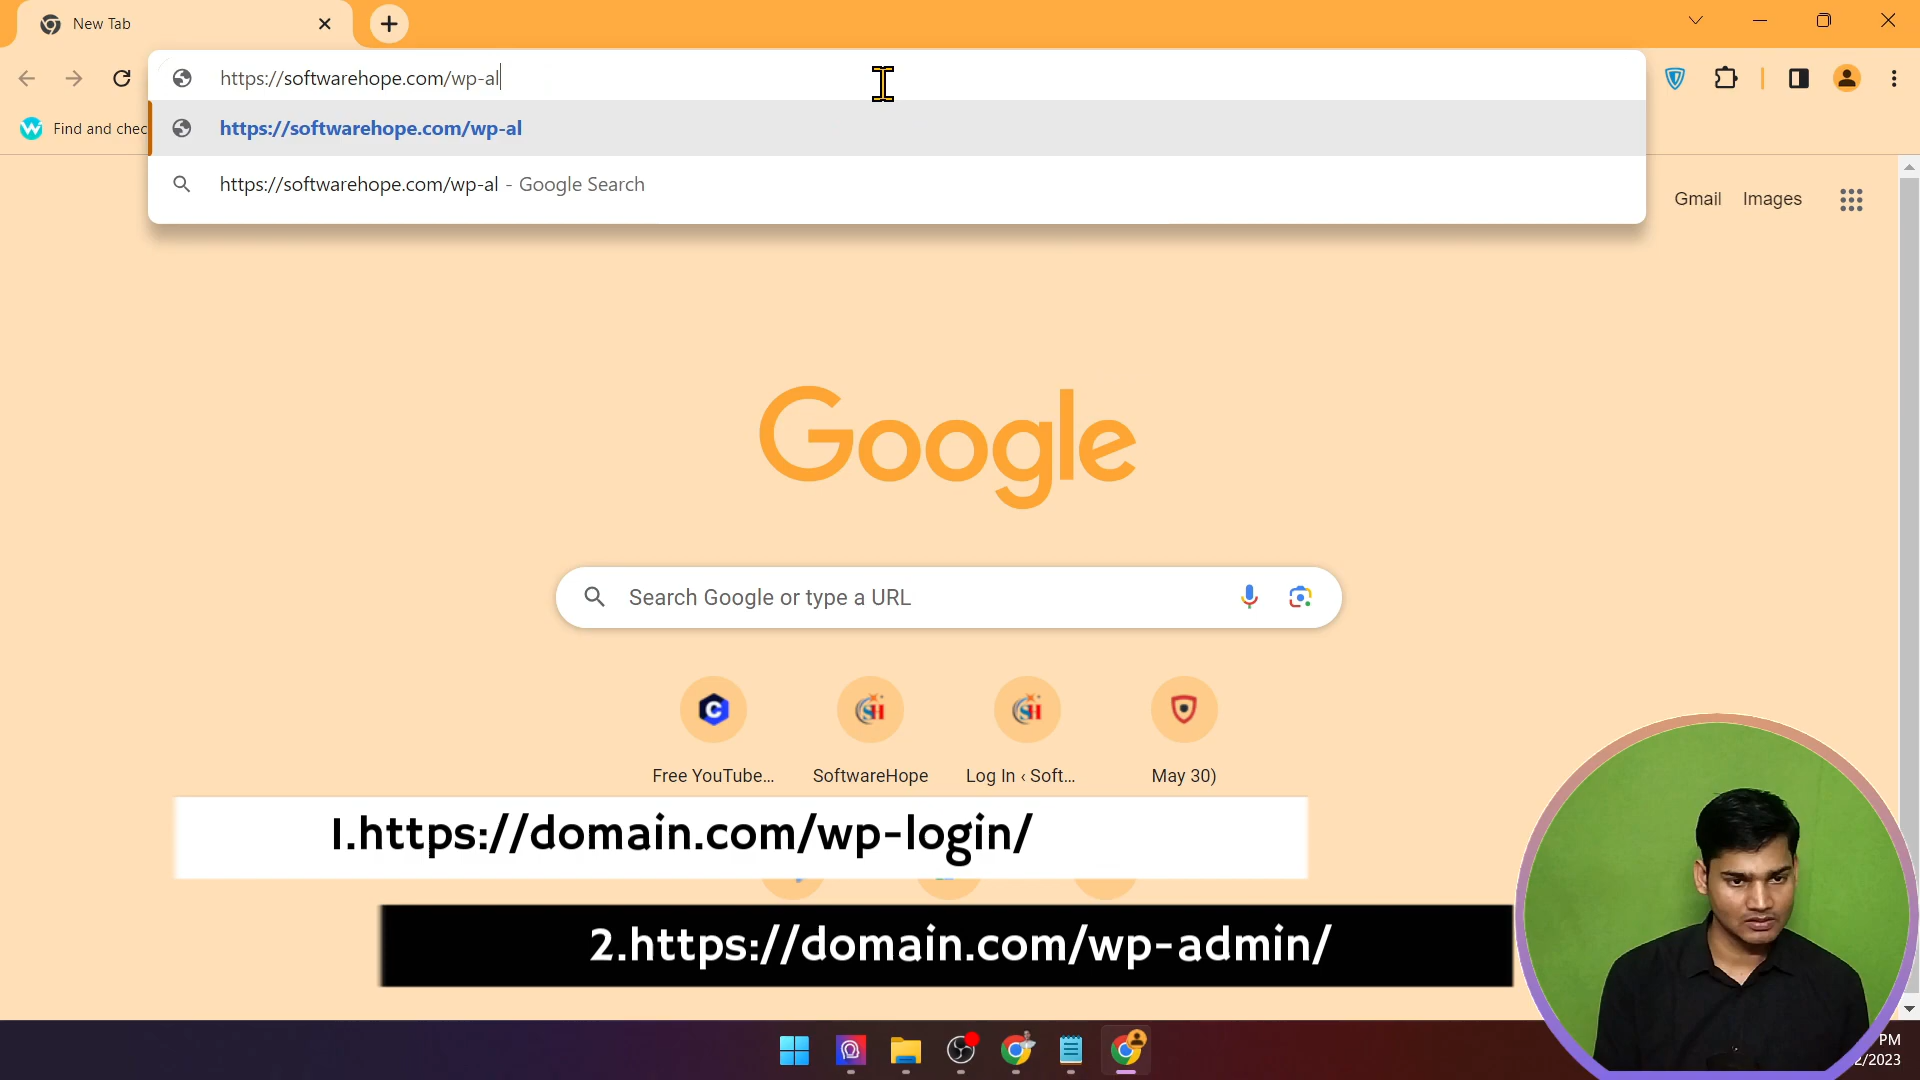 New Tab
https://softwarehope.com/wp-al
Find and chec
https://softwarehope.com/wp-al
https://softwarehope.com/wp-al - Google Search
Gmail Images
Google
Search Google or type a URL
Free YouTube...
SoftwareHope
Log In ‹ Soft...
May 30)
1.https://domain.com/wp-login/
2.https://domain.com/wp-admin/
PM
2/2023